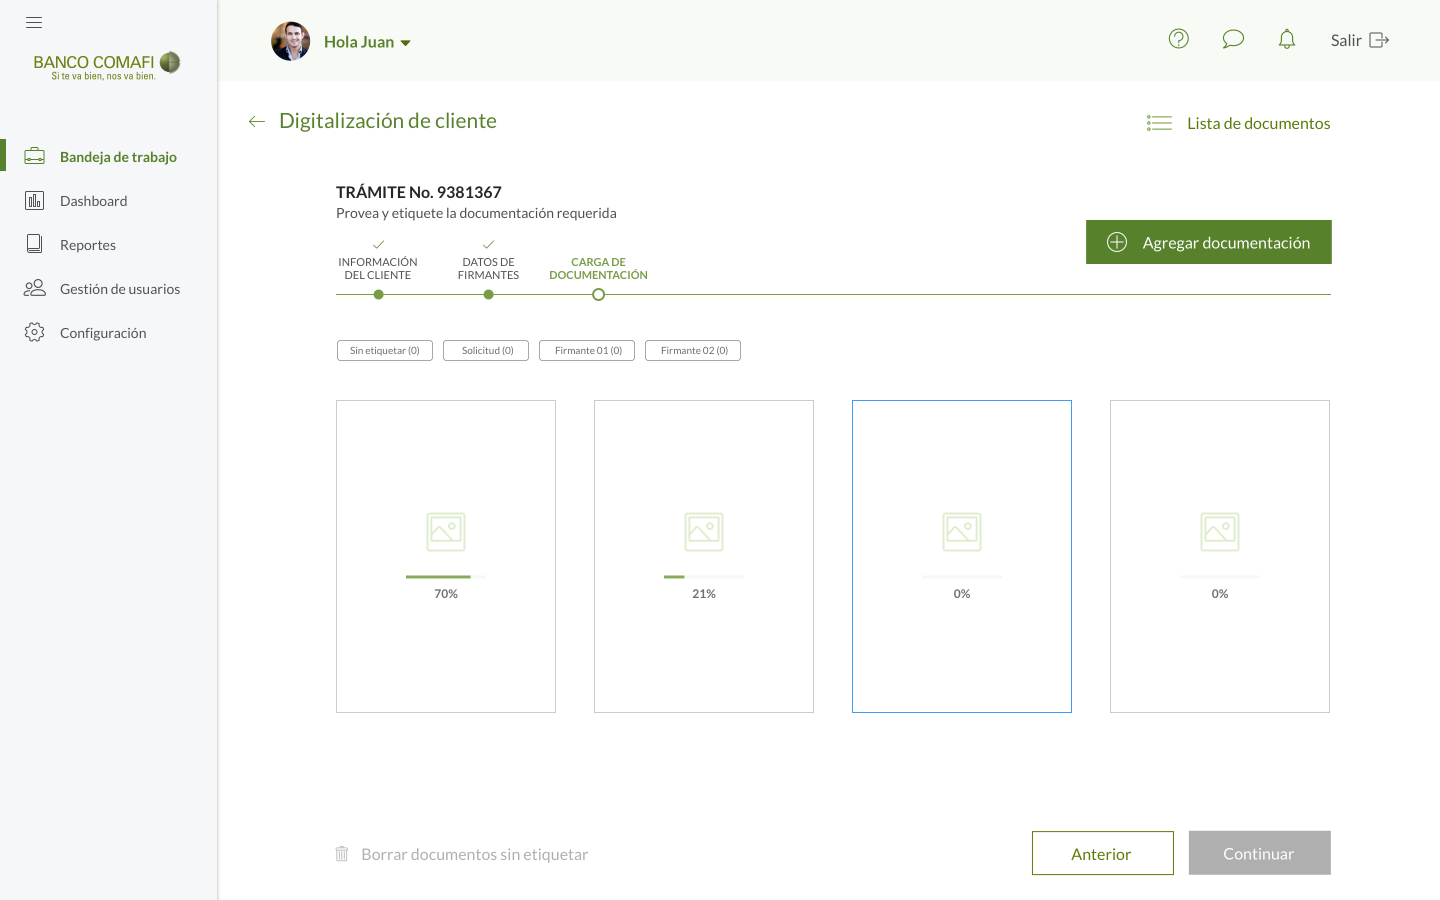 BANCO COMAFI
Si te va bien, nos va bien.
Bandeja de trabajo
Dashboard
Reportes
Gestión de usuarios
Configuración
Hola Juan
Salir
Digitalización de cliente
Lista de documentos
TRÁMITE No. 9381367
Provea y etiquete la documentación requerida
Agregar documentación
INFORMACIÓN
DEL CLIENTE
DATOS DE
FIRMANTES
CARGA DE
DOCUMENTACIÓN
Sin etiquetar (0)
Solicitud (0)
Firmante 01 (0)
Firmante 02 (0)
70%
21%
0%
0%
Borrar documentos sin etiquetar
Anterior
Continuar